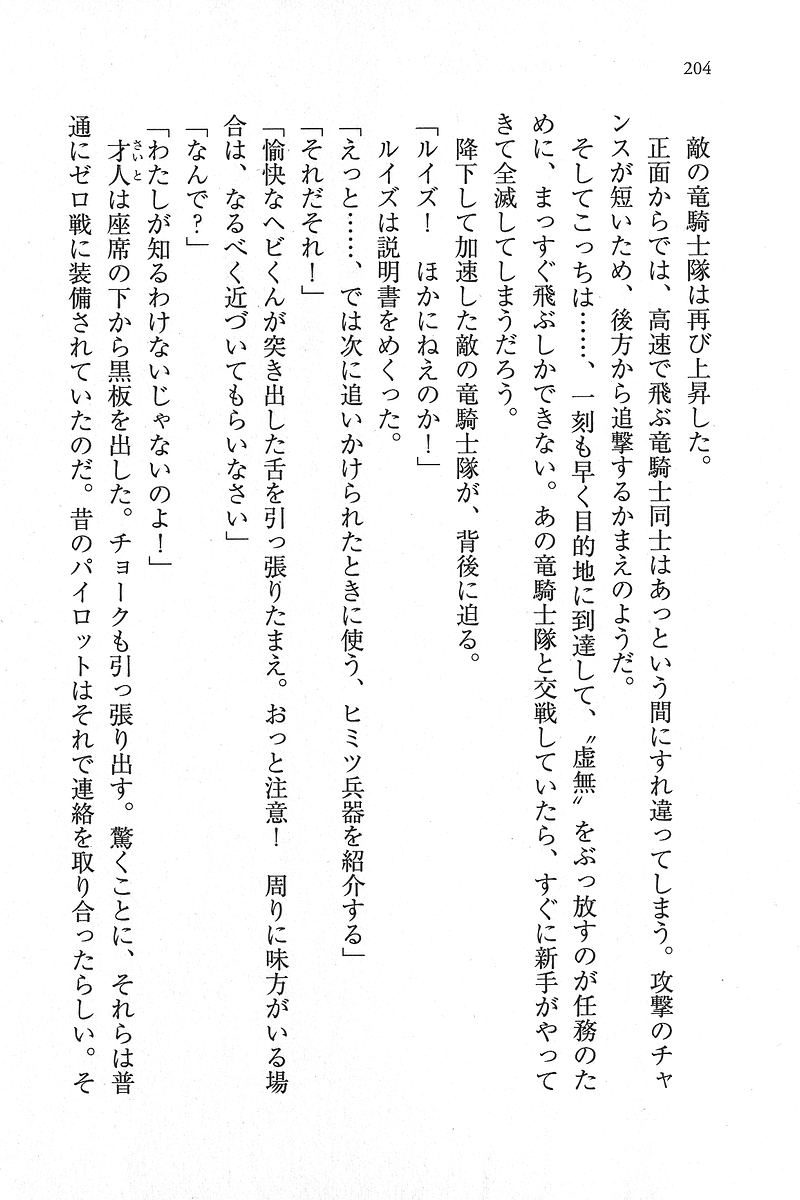 204
敵の竜騎士隊は再び上昇した。
正面からでは、高速で飛ぶ竜騎士同士はあっという間にすれ違ってしまう。攻撃のチャ
ンスが短いため、後方から追撃するかまえのようだ。
そしてこっちは……、一刻も早く目的地に到達して、〝虚無〟をぶっ放すのが任務のた
めに、まっすぐ飛ぶしかできない。あの竜騎士隊と交戦していたら、すぐに新手がやって
きて全滅してしまうだろう。
降下して加速した敵の竜騎士隊が、背後に迫る。
「ルイズ！　ほかにねえのか！」
ルイズは説明書をめくった。
「えっと……、では次に追いかけられたときに使う、ヒミツ兵器を紹介する」
「それだそれ！」
「愉快なヘビくんが突き出した舌を引っ張りたまえ。おっと注意！　周りに味方がいる場
合は、なるべく近づいてもらいなさい」
「なんで？」
「わたしが知るわけないじゃないのよ！」
才人さいとは座席の下から黒板を出した。チョークも引っ張り出す。驚くことに、それらは普
通にゼロ戦に装備されていたのだ。昔のパイロットはそれで連絡を取り合ったらしい。そ